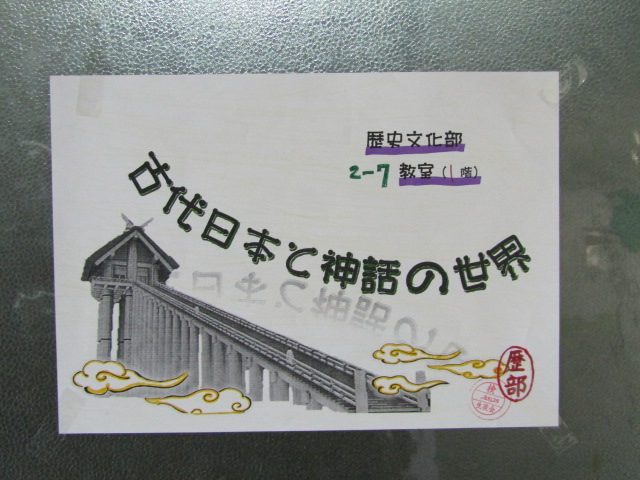 歴史文化部
2-7 教室(1階)
古代日本と神話の世界
歴部
検